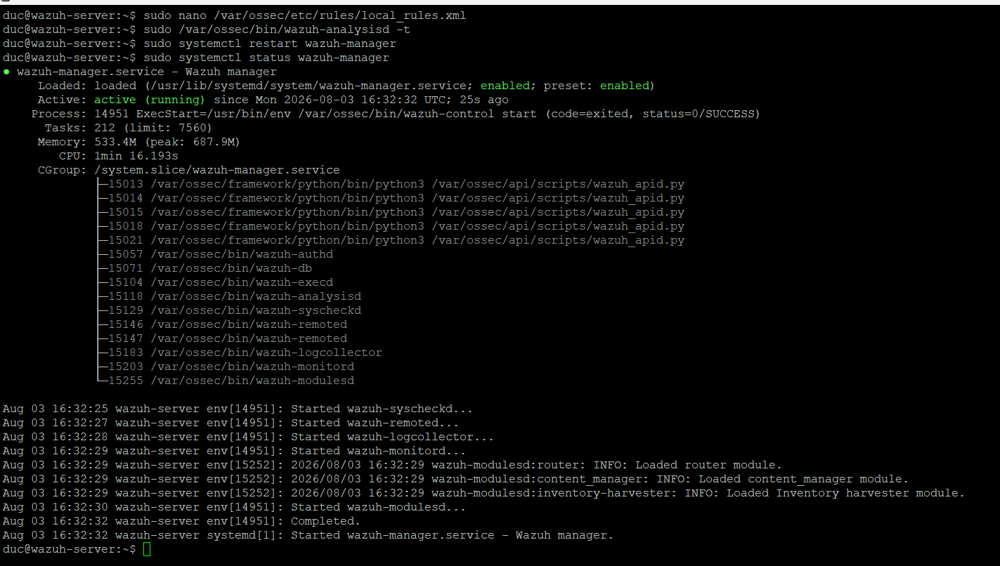 duc@wazuh-server:~$ sudo nano /var/ossec/etc/rules/local_rules.xml
duc@wazuh-server:~$ sudo /var/ossec/bin/wazuh-analysisd -t
duc@wazuh-server:~$ sudo systemctl restart wazuh-manager
duc@wazuh-server:~$ sudo systemctl status wazuh-manager
● wazuh-manager.service - Wazuh manager
     Loaded: loaded (/usr/lib/systemd/system/wazuh-manager.service; enabled; preset: enabled)
     Active: active (running) since Mon 2026-08-03 16:32:32 UTC; 25s ago
    Process: 14951 ExecStart=/usr/bin/env /var/ossec/bin/wazuh-control start (code=exited, status=0/SUCCESS)
      Tasks: 212 (limit: 7560)
     Memory: 533.4M (peak: 687.9M)
        CPU: 1min 16.193s
     CGroup: /system.slice/wazuh-manager.service
             ├─15013 /var/ossec/framework/python/bin/python3 /var/ossec/api/scripts/wazuh_apid.py
             ├─15014 /var/ossec/framework/python/bin/python3 /var/ossec/api/scripts/wazuh_apid.py
             ├─15015 /var/ossec/framework/python/bin/python3 /var/ossec/api/scripts/wazuh_apid.py
             ├─15018 /var/ossec/framework/python/bin/python3 /var/ossec/api/scripts/wazuh_apid.py
             ├─15021 /var/ossec/framework/python/bin/python3 /var/ossec/api/scripts/wazuh_apid.py
             ├─15057 /var/ossec/bin/wazuh-authd
             ├─15071 /var/ossec/bin/wazuh-db
             ├─15104 /var/ossec/bin/wazuh-execd
             ├─15118 /var/ossec/bin/wazuh-analysisd
             ├─15129 /var/ossec/bin/wazuh-syscheckd
             ├─15146 /var/ossec/bin/wazuh-remoted
             ├─15147 /var/ossec/bin/wazuh-remoted
             ├─15183 /var/ossec/bin/wazuh-logcollector
             ├─15203 /var/ossec/bin/wazuh-monitord
             └─15255 /var/ossec/bin/wazuh-modulesd

Aug 03 16:32:25 wazuh-server env[14951]: Started wazuh-syscheckd...
Aug 03 16:32:27 wazuh-server env[14951]: Started wazuh-remoted...
Aug 03 16:32:28 wazuh-server env[14951]: Started wazuh-logcollector...
Aug 03 16:32:29 wazuh-server env[14951]: Started wazuh-monitord...
Aug 03 16:32:29 wazuh-server env[15252]: 2026/08/03 16:32:29 wazuh-modulesd:router: INFO: Loaded router module.
Aug 03 16:32:29 wazuh-server env[15252]: 2026/08/03 16:32:29 wazuh-modulesd:content_manager: INFO: Loaded content_manager module.
Aug 03 16:32:29 wazuh-server env[15252]: 2026/08/03 16:32:29 wazuh-modulesd:inventory-harvester: INFO: Loaded Inventory harvester module.
Aug 03 16:32:30 wazuh-server env[14951]: Started wazuh-modulesd...
Aug 03 16:32:32 wazuh-server env[14951]: Completed.
Aug 03 16:32:32 wazuh-server systemd[1]: Started wazuh-manager.service - Wazuh manager.
duc@wazuh-server:~$